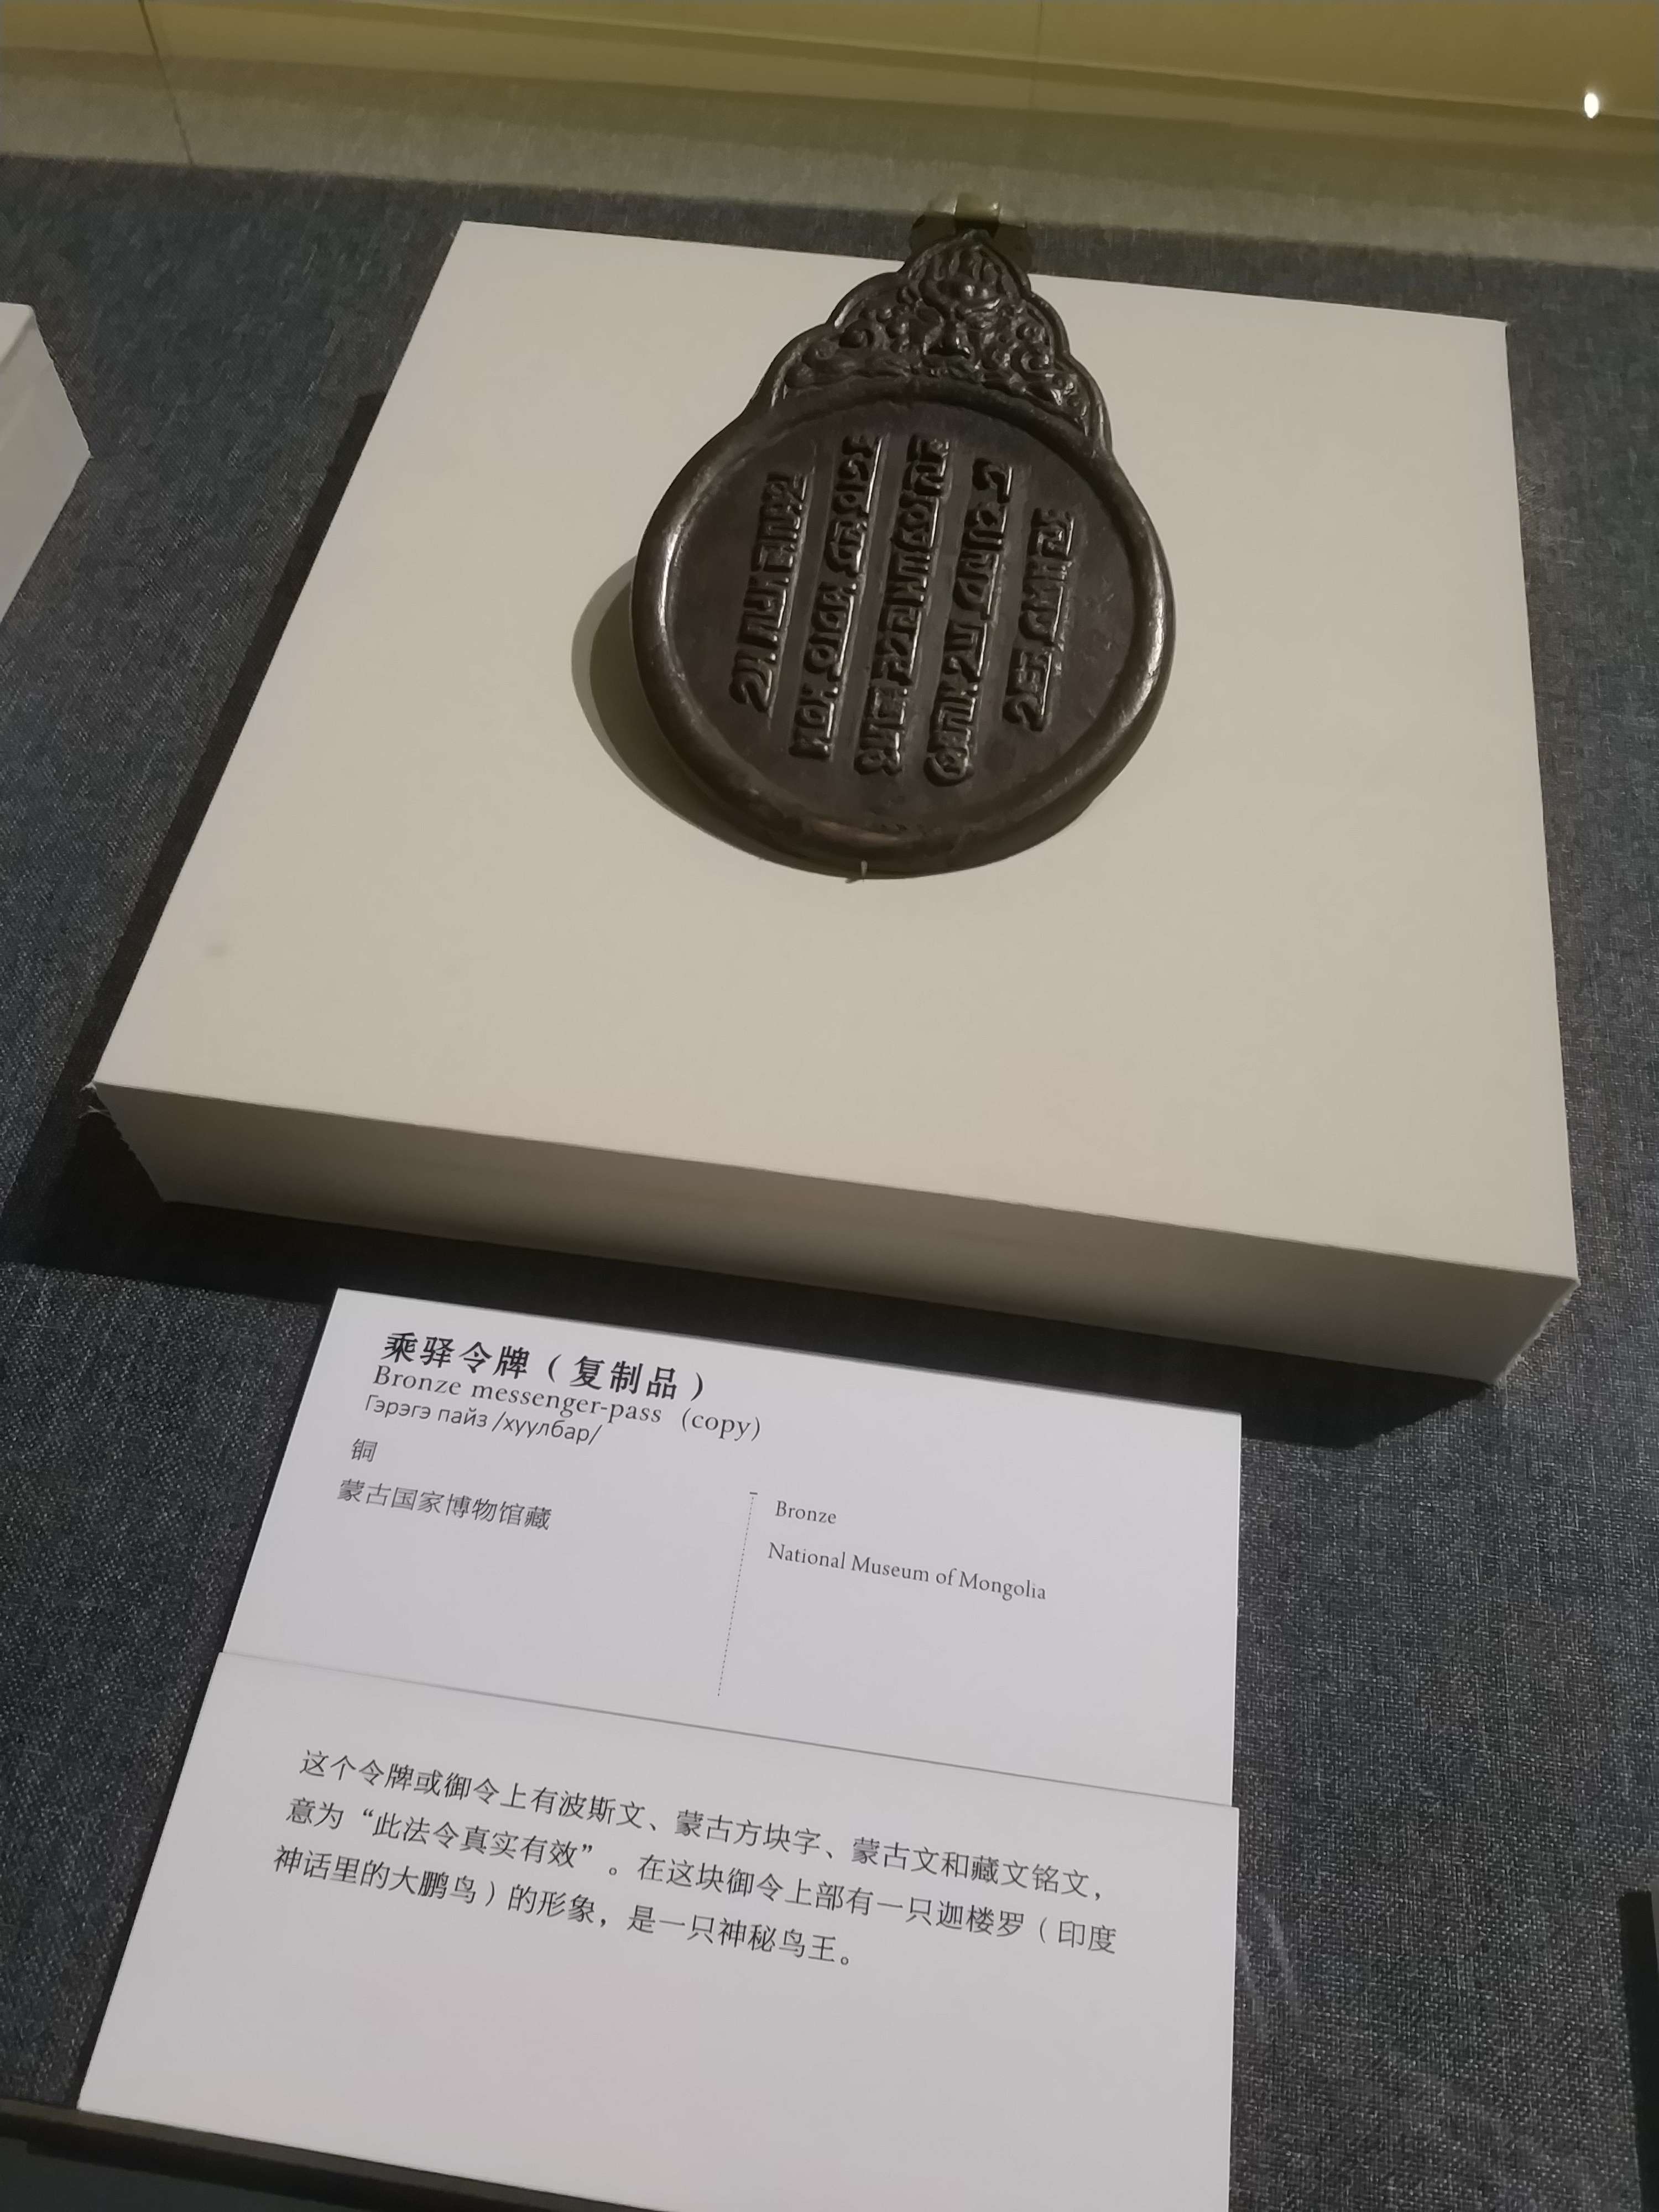 乘驿令牌（复制品）
Bronze messenger-pass (copy)
Гэрэгэ пайз /хуулбар/
铜
蒙古国家博物馆藏
Bronze
National Museum of Mongolia
这个令牌或御令上有波斯文、蒙古方块字、蒙古文和藏文铭文，
意为“此法令真实有效”。在这块御令上部有一只迦楼罗（印度
神话里的大鹏鸟）的形象，是一只神秘鸟王。